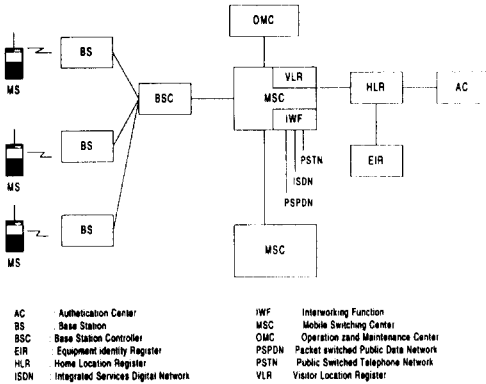 OMC
BS
VLR
MS
BSC
MSC
HLR
AC
IWF
BS
PSTN
EIR
MS
ISDN
PSPDN
BS
MSC
MS
AC : Authetication Center
BS : Base Station
BSC : Base Station Controller
EIR : Equipment identity Register
HLR : Home Location Register
ISDN : Integrated Services Digital Network
IWF Interworking Function
MSC Mobile Switching Center
OMC Operation zand Maintenance Center
PSPDN Packet switched Public Data Network
PSTN Public Switched Telephone Network
VLR Visitor Location Register